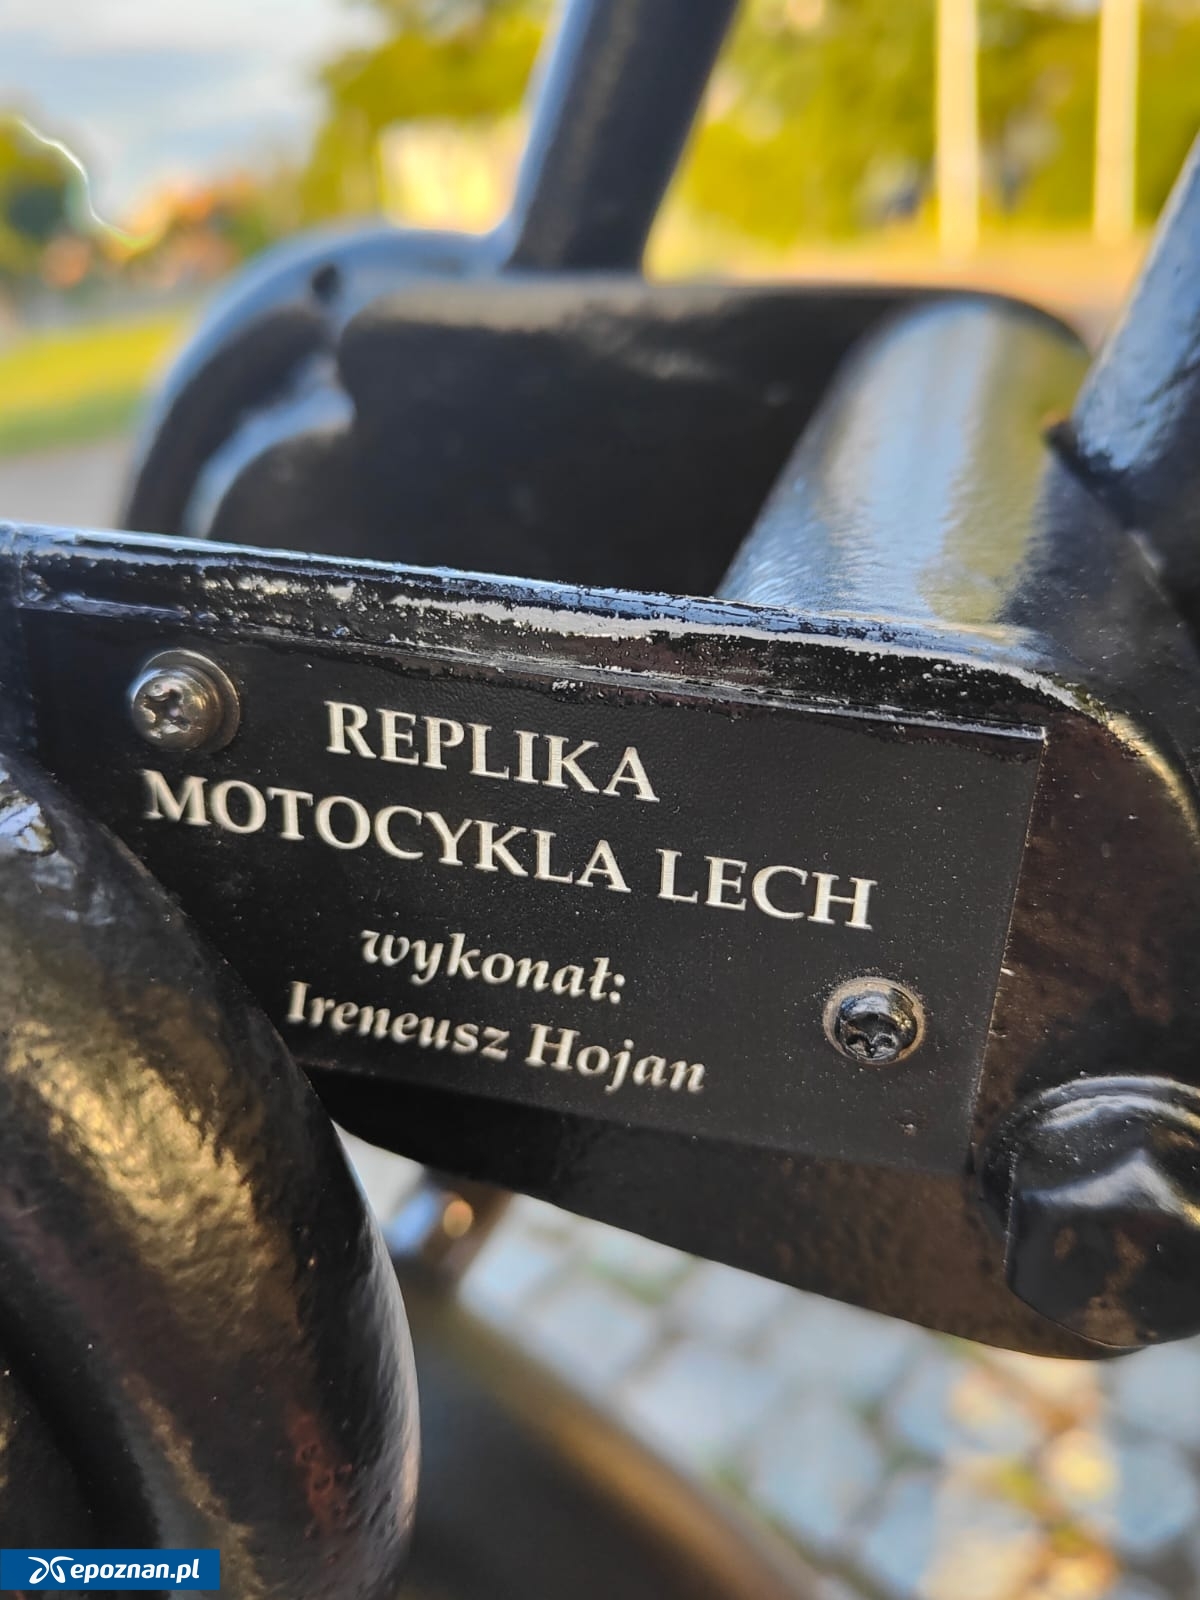 REPLIKA
MOTOCYKLA LECH
wykonał:
Ireneusz Hojan
epoznan.pl